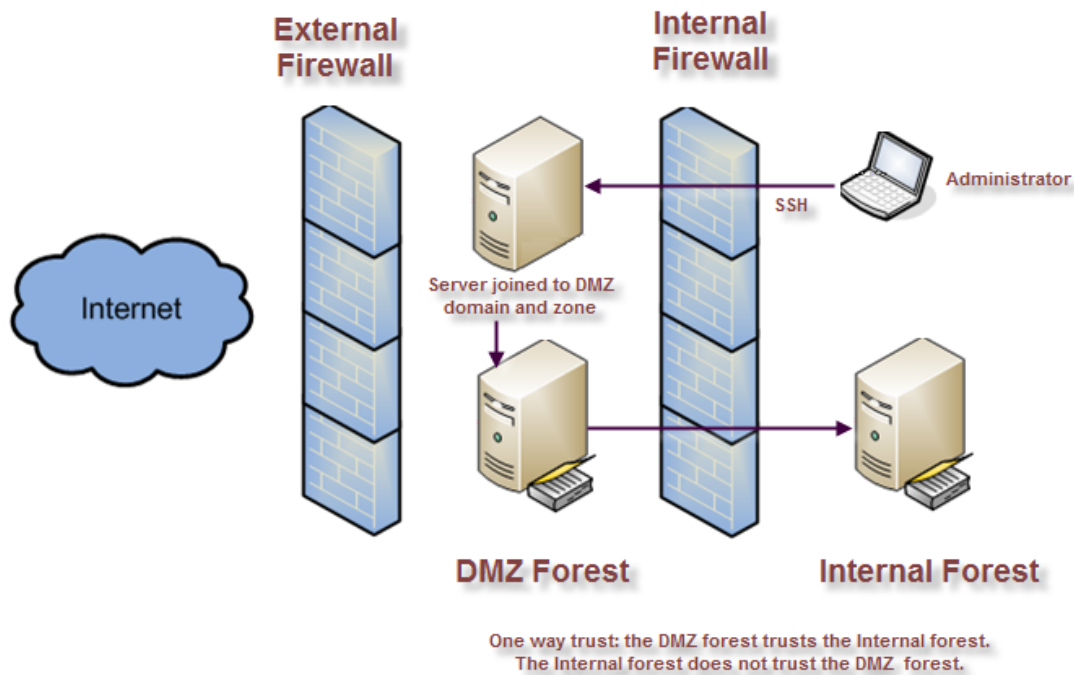 External
Firewall
Internal
Firewall
Administrator
SSH
Server joined to DMZ
domain and zone
Internet
DMZ Forest
Internal Forest
One way trust: the DMZ forest trusts the Internal forest.
The Internal forest does not trust the DMZ forest.